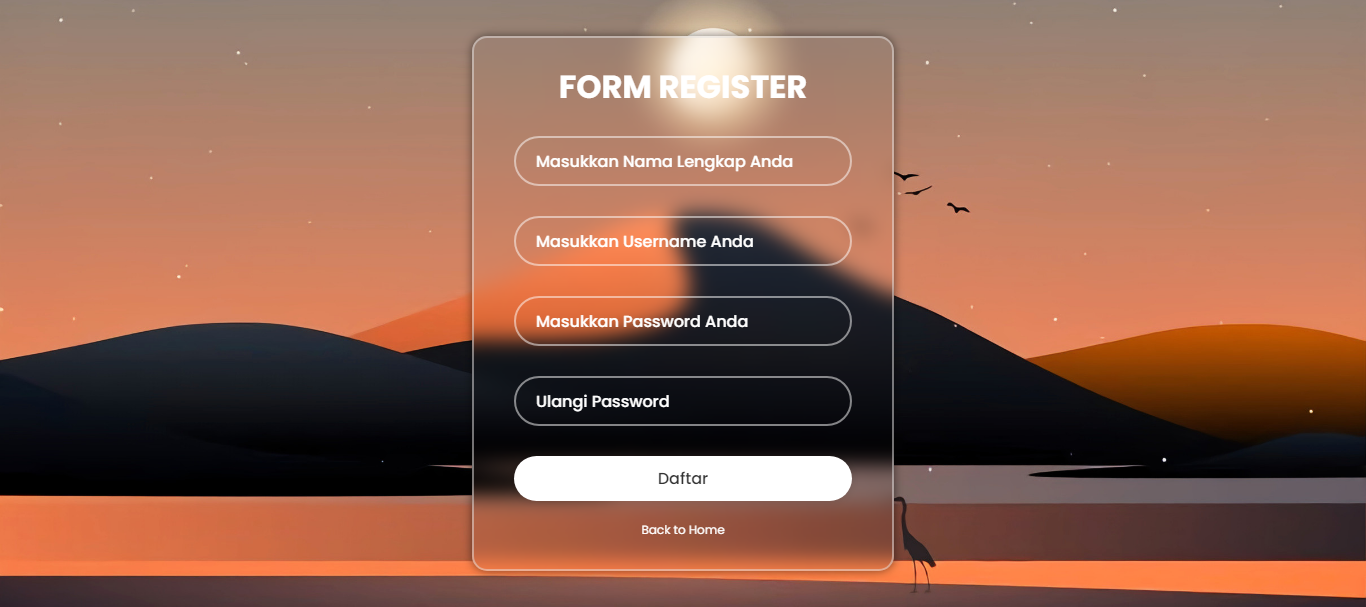 FORM REGISTER
Masukkan Nama Lengkap Anda
Masukkan Username Anda
Masukkan Password Anda
Ulangi Password
Daftar
Back to Home